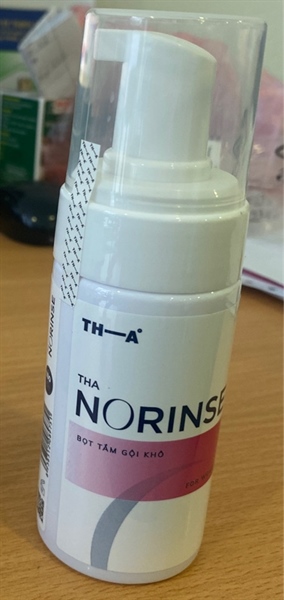 TH—A
THA
NORINSE
BỌT TẮM GỘI KHÔ
NORINSE